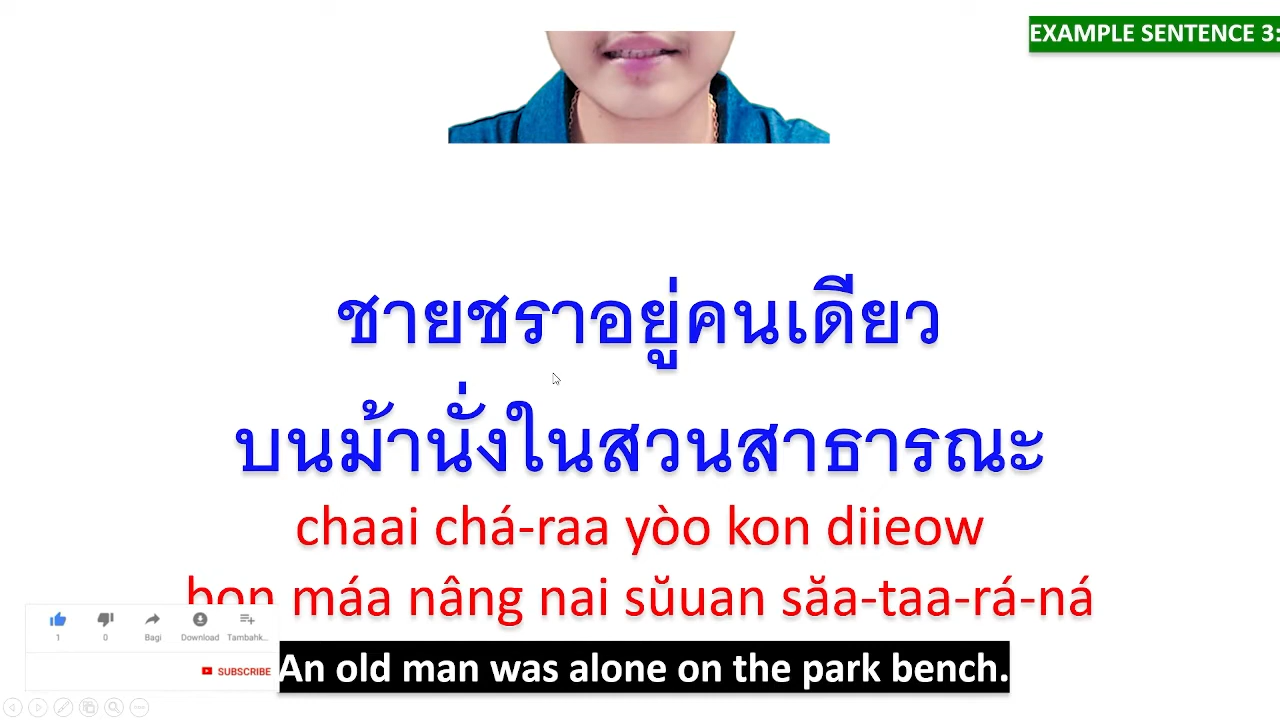 EXAMPLE SENTENCE 3:
ชายชราอยู่คนเดียว
บนม้านั่งในสวนสาธารณะ
chaai chá-raa yòo kon diieow
bon máa nâng nai sŭuan săa-taa-rá-ná
1 0 Bagi Download Tambahk...
SUBSCRIBE
An old man was alone on the park bench.